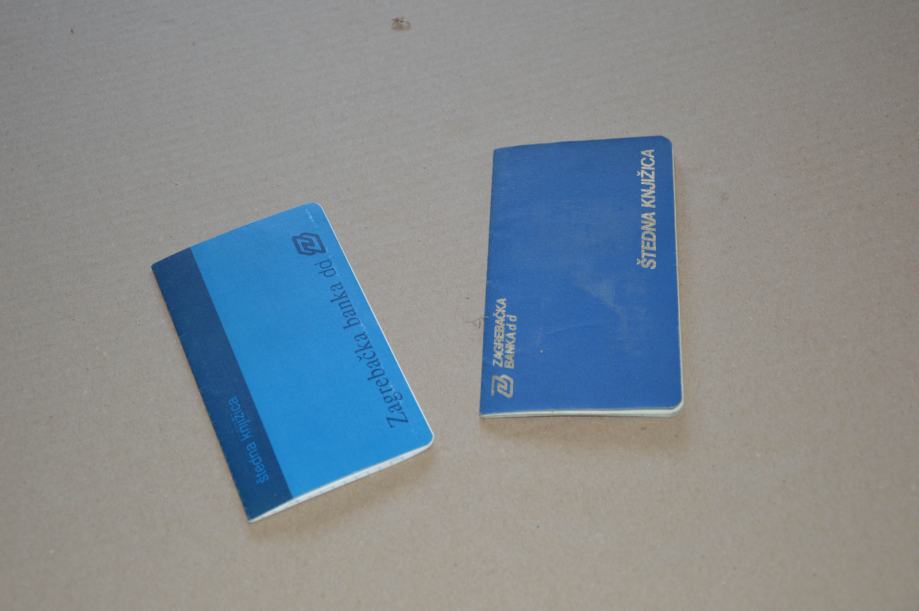 Zagrebačka banka dd
štedna knjižica
ŠTEDNA KNJIŽICA
ZAGREBAČKA
BANKA d d